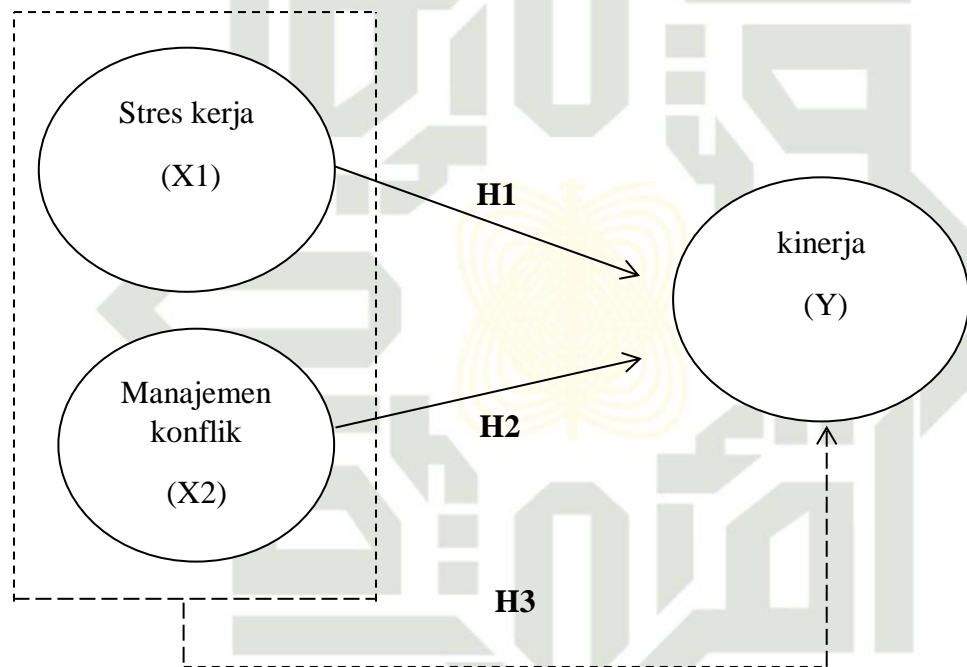 Stres kerja
(X1)
H1
kinerja
(Y)
Manajemen
konflik
(X2)
H2
H3